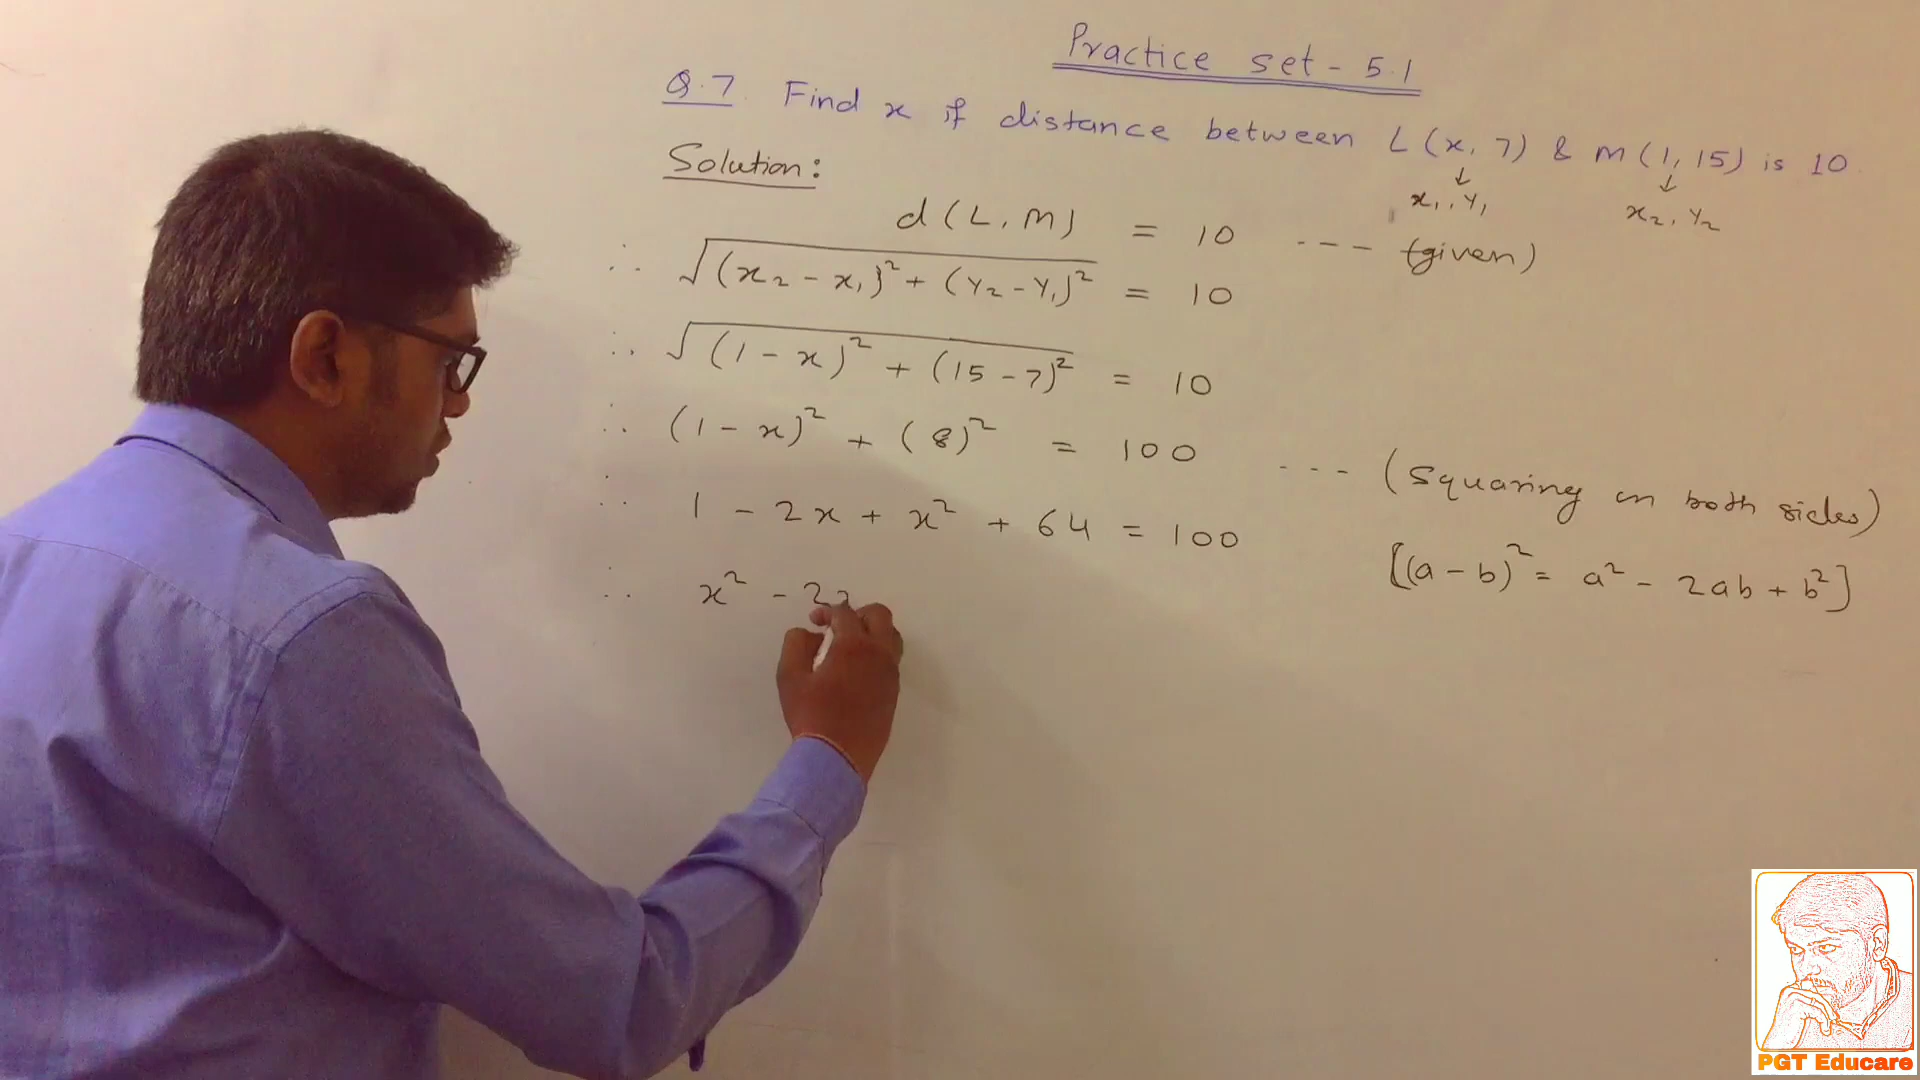 Practice set - 5.1
Q.7. Find x if distance between L(x, 7) & M(1, 15) is 10
↓ ↓
x₁, Y₁ x₂, Y₂
Solution:
d(L, M) = 10 --- (given)
∴ √(x₂ - x₁)² + (Y₂ - Y₁)² = 10
∴ √(1 - x)² + (15 - 7)² = 10
∴ (1 - x)² + (8)² = 100 --- (Squaring on both sides)
∴ 1 - 2x + x² + 64 = 100 [(a - b)² = a² - 2ab + b²]
∴ x² - 2x
PGT Educare